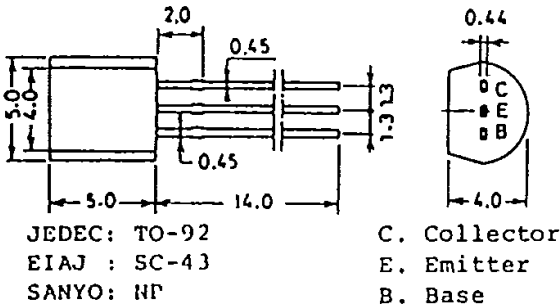 2.0
0.44
0.45
C
E
B
5.0
4.0
1.3
1.3
0.45
5.0
14.0
4.0
JEDEC: TO-92
EIAJ : SC-43
SANYO: NP
C. Collector
E. Emitter
B. Base